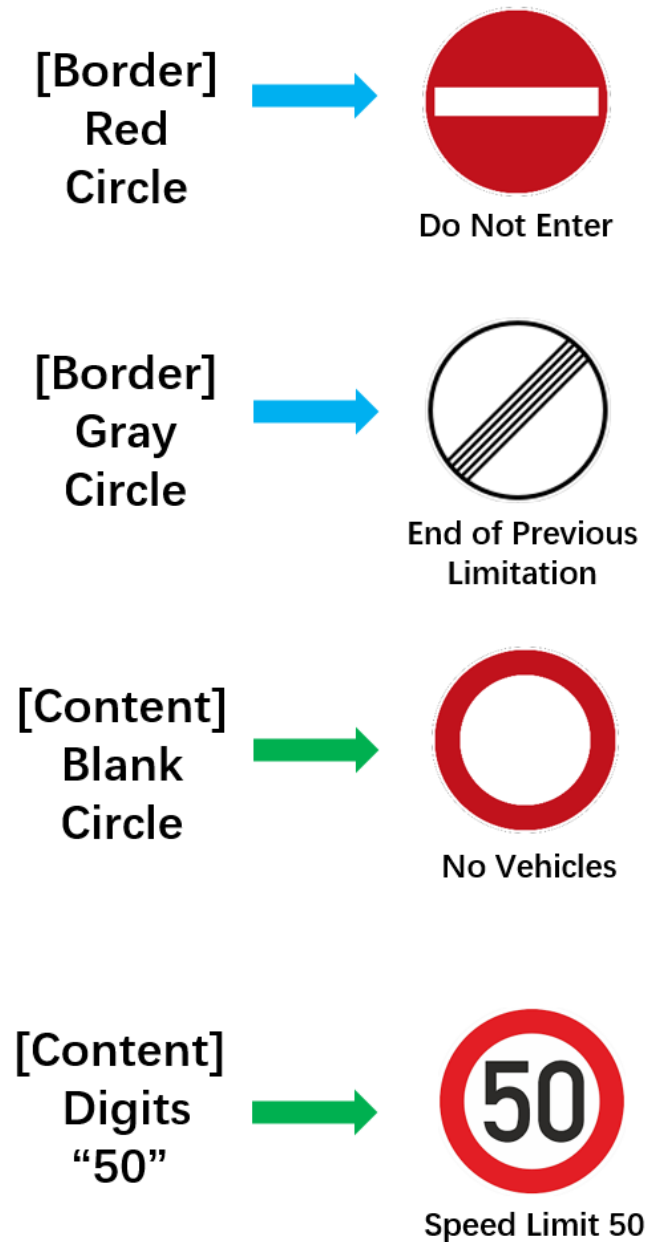 [Border]
Red
Circle
Do Not Enter
[Border]
Gray
Circle
End of Previous
Limitation
[Content]
Blank
Circle
No Vehicles
[Content]
Digits
“50”
50
Speed Limit 50